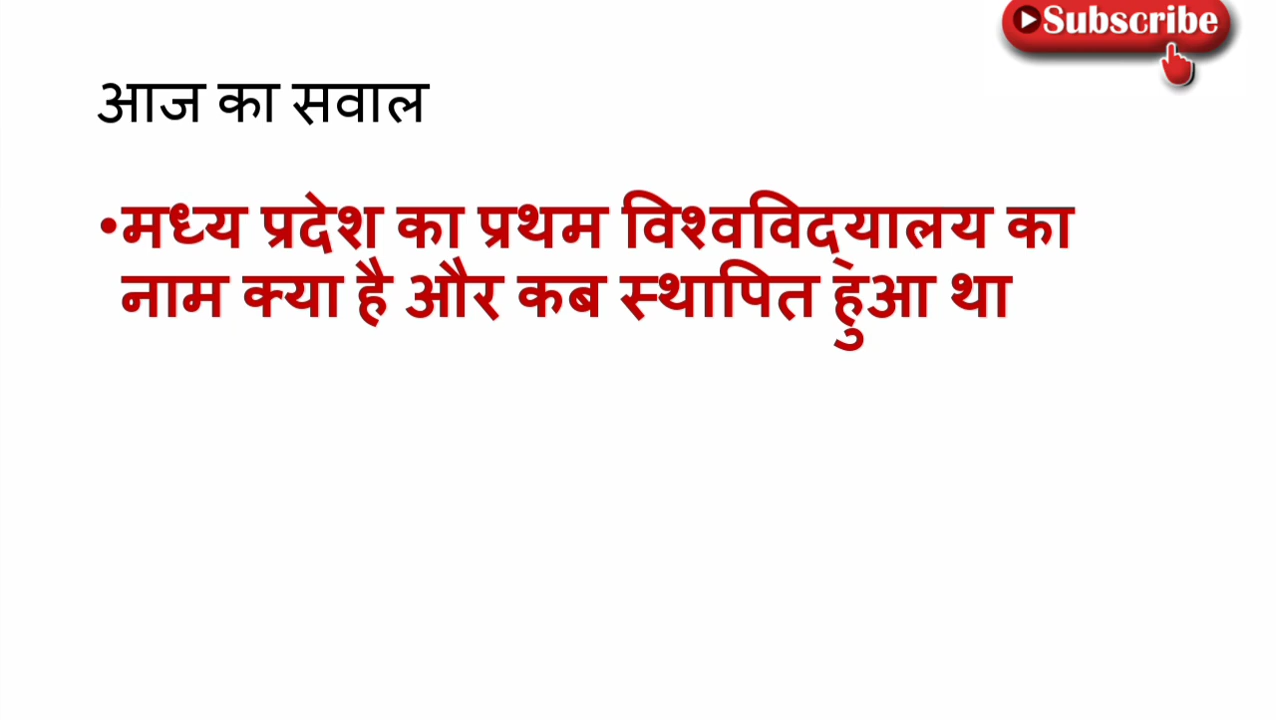 Subscribe
आज का सवाल
•मध्य प्रदेश का प्रथम विश्वविद्यालय का
नाम क्या है और कब स्थापित हुआ था